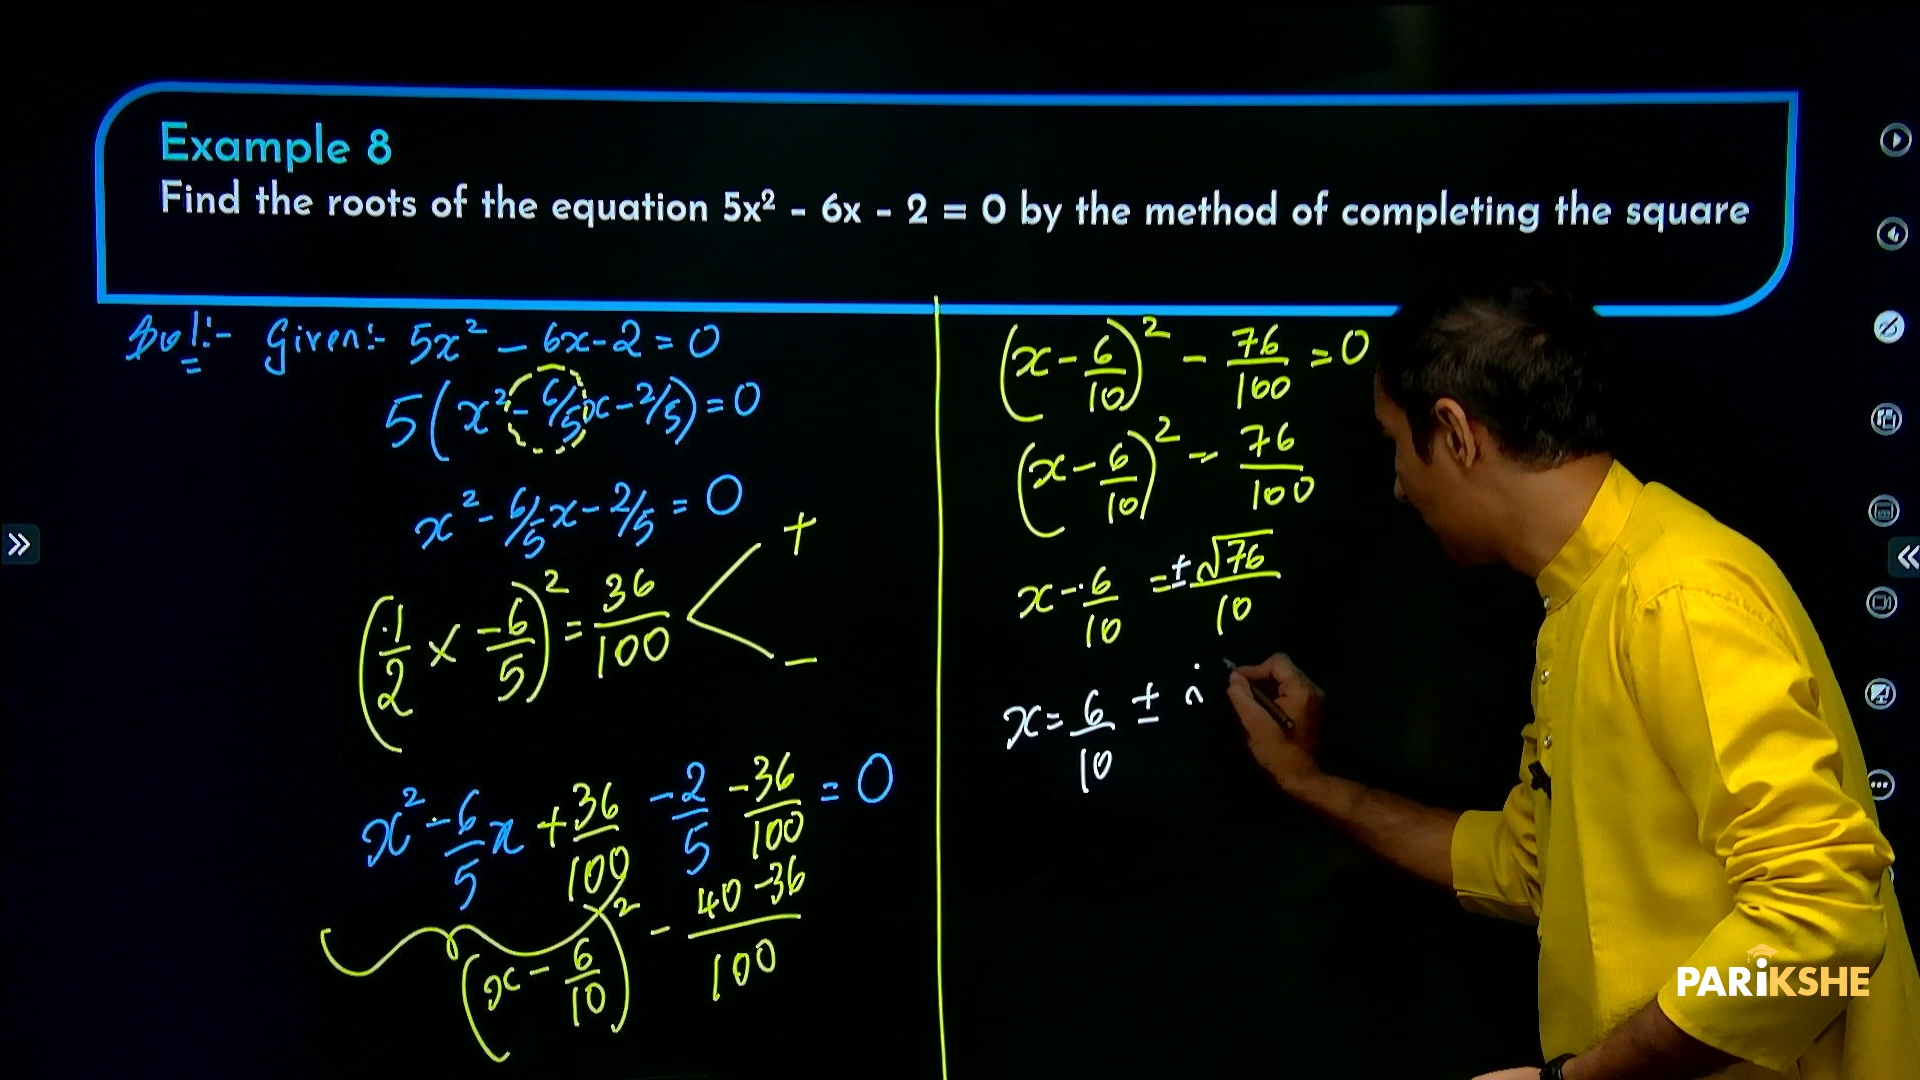 Example 8
Find the roots of the equation 5x² - 6x - 2 = 0 by the method of completing the square
Sol:- Given:- 5x² - 6x - 2 = 0
5(x² - 6/5x - 2/5) = 0
x² - 6/5x - 2/5 = 0
(1/2 × -6/5)² = 36/100 < + -
x² - 6/5 x + 36/100 - 2/5 - 36/100 = 0
(x - 6/10)² - 40 - 36/100
(x - 6/10)² - 76/100 = 0
(x - 6/10)² = 76/100
x - 6/10 = ± √76/10
x = 6/10 ±
PARiKSHE